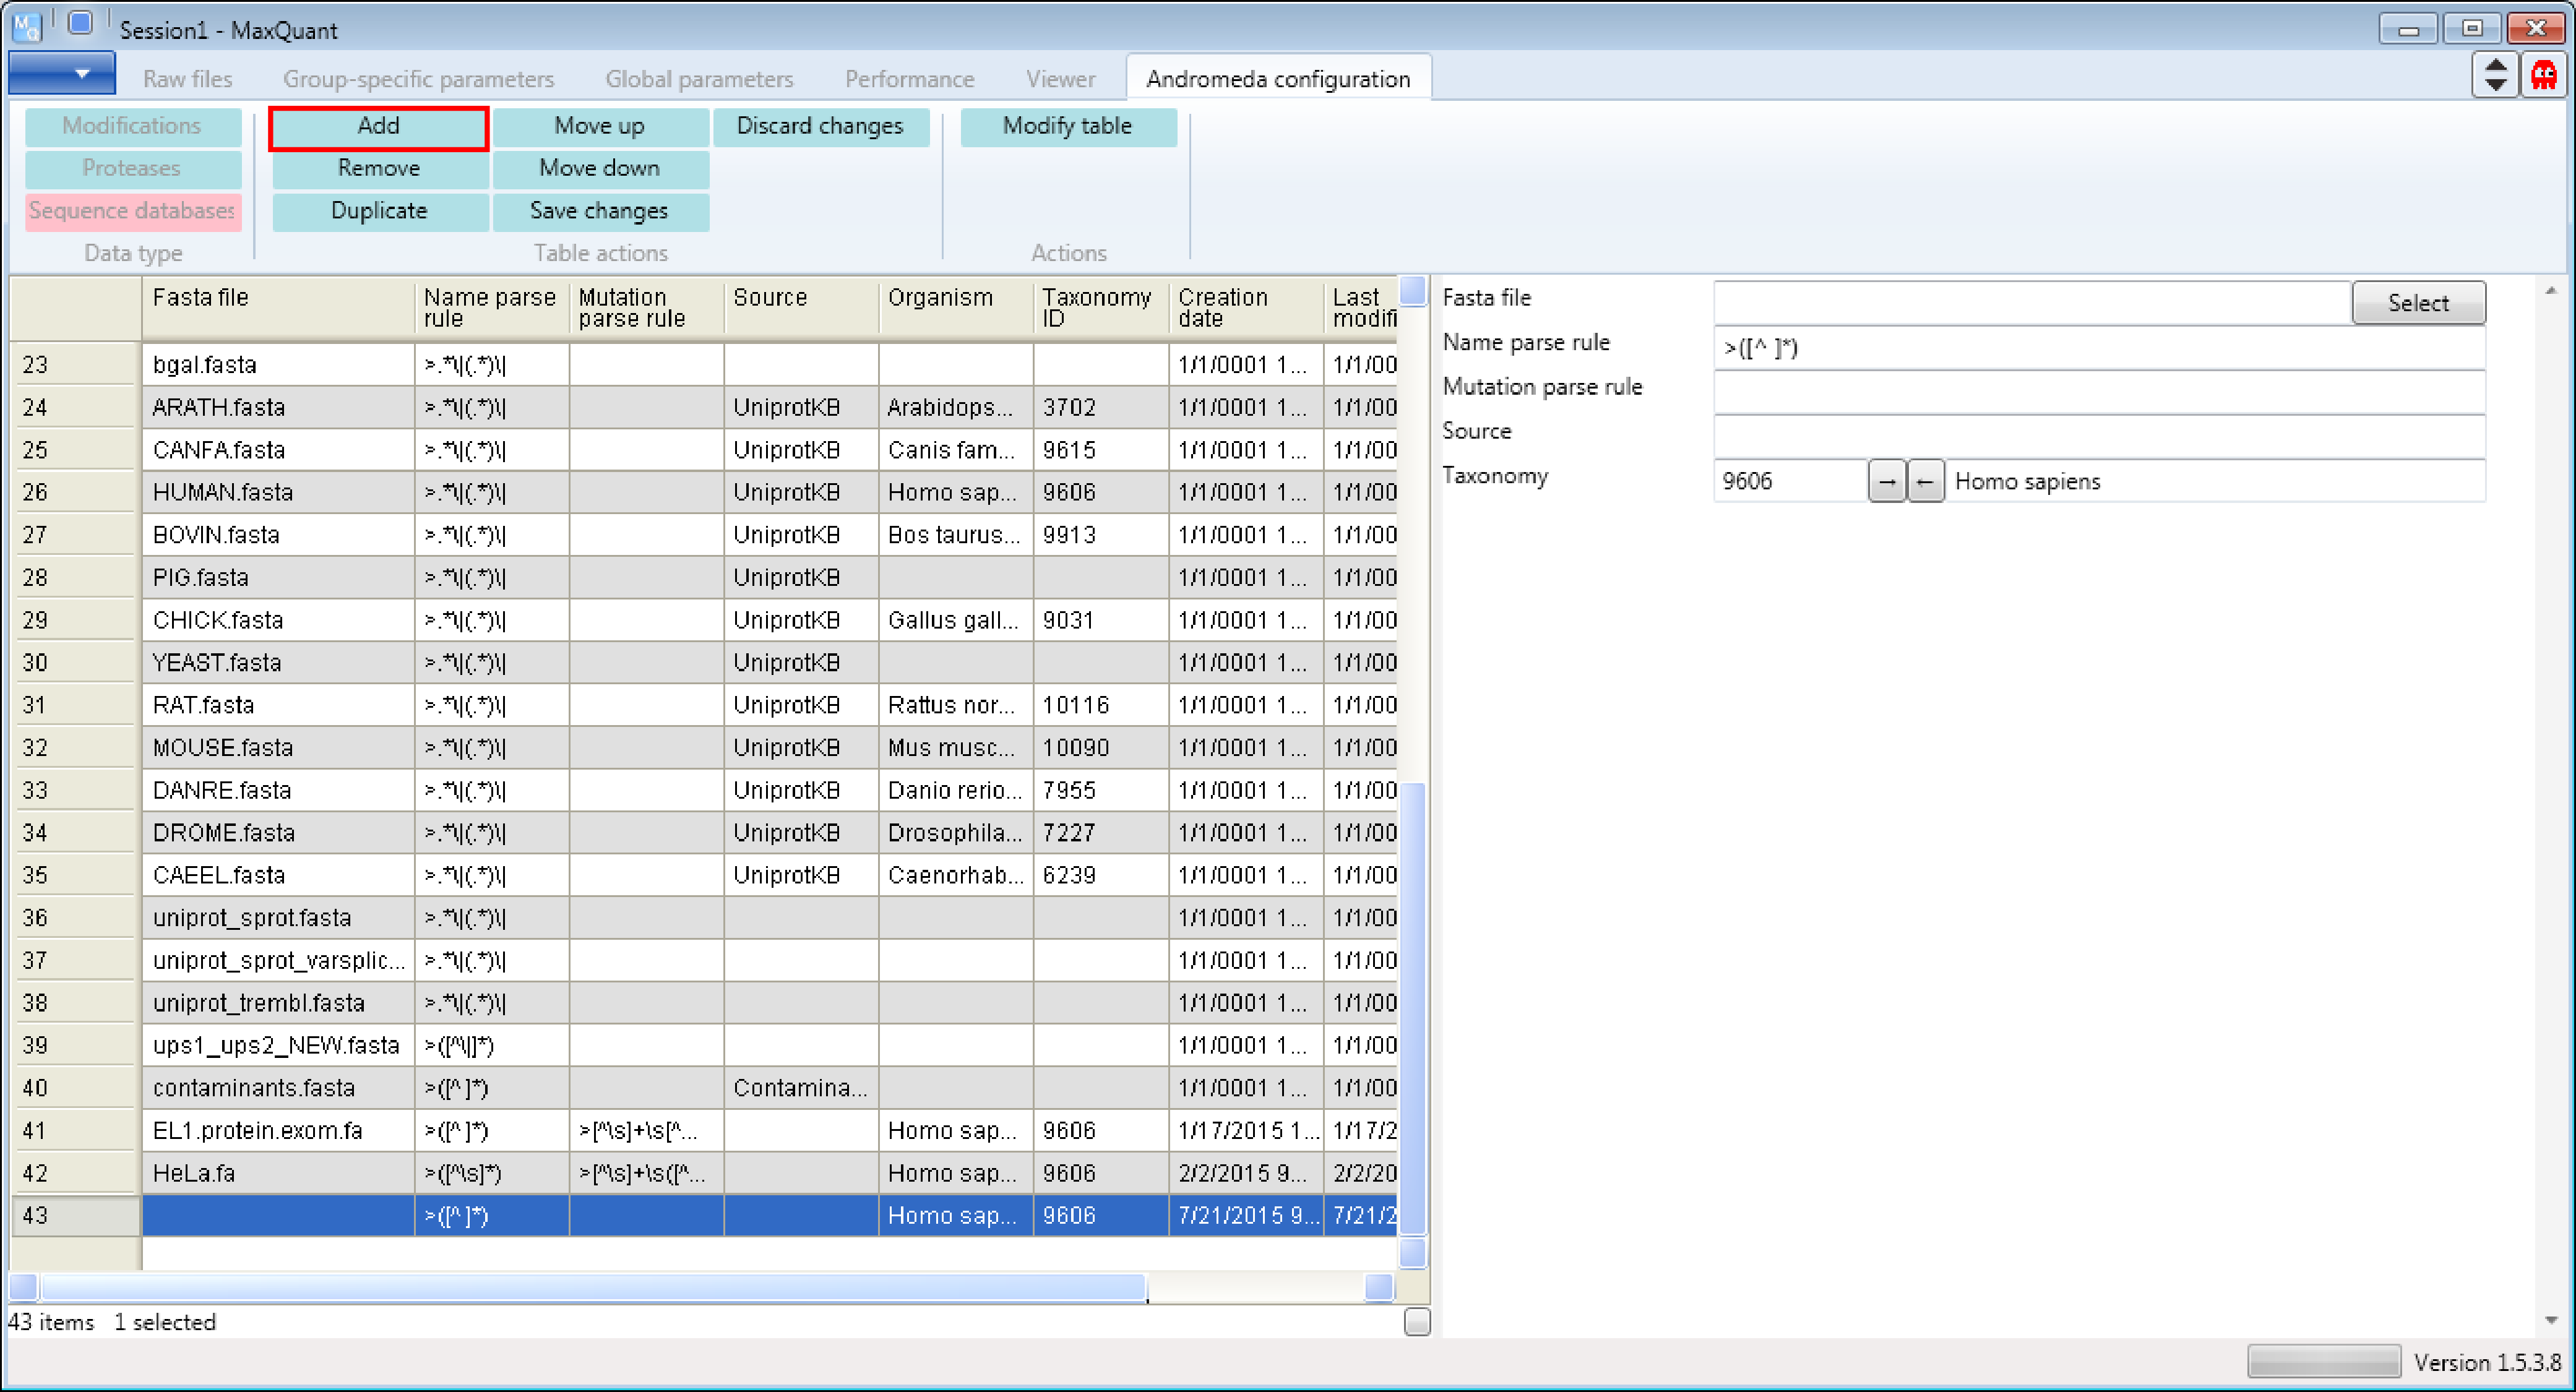 Session1 - MaxQuant
Raw files Group-specific parameters Global parameters Performance Viewer Andromeda configuration
Modifications Add Move up Discard changes Modify table
Proteases Remove Move down
Sequence databases Duplicate Save changes
Data type Table actions Actions
Fasta file Name parse rule Mutation parse rule Source Organism Taxonomy ID Creation date Last modifi
23 bgal.fasta >.*\|(.*)\| 1/1/0001 1... 1/1/00
24 ARATH.fasta >.*\|(.*)\| UniprotKB Arabidops... 3702 1/1/0001 1... 1/1/00
25 CANFA.fasta >.*\|(.*)\| UniprotKB Canis fam... 9615 1/1/0001 1... 1/1/00
26 HUMAN.fasta >.*\|(.*)\| UniprotKB Homo sap... 9606 1/1/0001 1... 1/1/00
27 BOVIN.fasta >.*\|(.*)\| UniprotKB Bos taurus... 9913 1/1/0001 1... 1/1/00
28 PIG.fasta >.*\|(.*)\| UniprotKB 1/1/0001 1... 1/1/00
29 CHICK.fasta >.*\|(.*)\| UniprotKB Gallus gall... 9031 1/1/0001 1... 1/1/00
30 YEAST.fasta >.*\|(.*)\| UniprotKB 1/1/0001 1... 1/1/00
31 RAT.fasta >.*\|(.*)\| UniprotKB Rattus nor... 10116 1/1/0001 1... 1/1/00
32 MOUSE.fasta >.*\|(.*)\| UniprotKB Mus musc... 10090 1/1/0001 1... 1/1/00
33 DANRE.fasta >.*\|(.*)\| UniprotKB Danio rerio... 7955 1/1/0001 1... 1/1/00
34 DROME.fasta >.*\|(.*)\| UniprotKB Drosophila... 7227 1/1/0001 1... 1/1/00
35 CAEEL.fasta >.*\|(.*)\| UniprotKB Caenorhab... 6239 1/1/0001 1... 1/1/00
36 uniprot_sprot.fasta >.*\|(.*)\| 1/1/0001 1... 1/1/00
37 uniprot_sprot_varsplic... >.*\|(.*)\| 1/1/0001 1... 1/1/00
38 uniprot_trembl.fasta >.*\|(.*)\| 1/1/0001 1... 1/1/00
39 ups1_ups2_NEW.fasta >([^\|]*) 1/1/0001 1... 1/1/00
40 contaminants.fasta >([^ ]*) Contamina... 1/1/0001 1... 1/1/00
41 EL1.protein.exom.fa >([^ ]*) >[^\s]+\s[^... Homo sap... 9606 1/17/2015 1... 1/17/2
42 HeLa.fa >([^\s]*) >[^\s]+\s([^... Homo sap... 9606 2/2/2015 9... 2/2/20
43 >([^ ]*) Homo sap... 9606 7/21/2015 9... 7/21/2
43 items 1 selected
Fasta file Select
Name parse rule >([^ ]*)
Mutation parse rule
Source
Taxonomy 9606 → ← Homo sapiens
Version 1.5.3.8